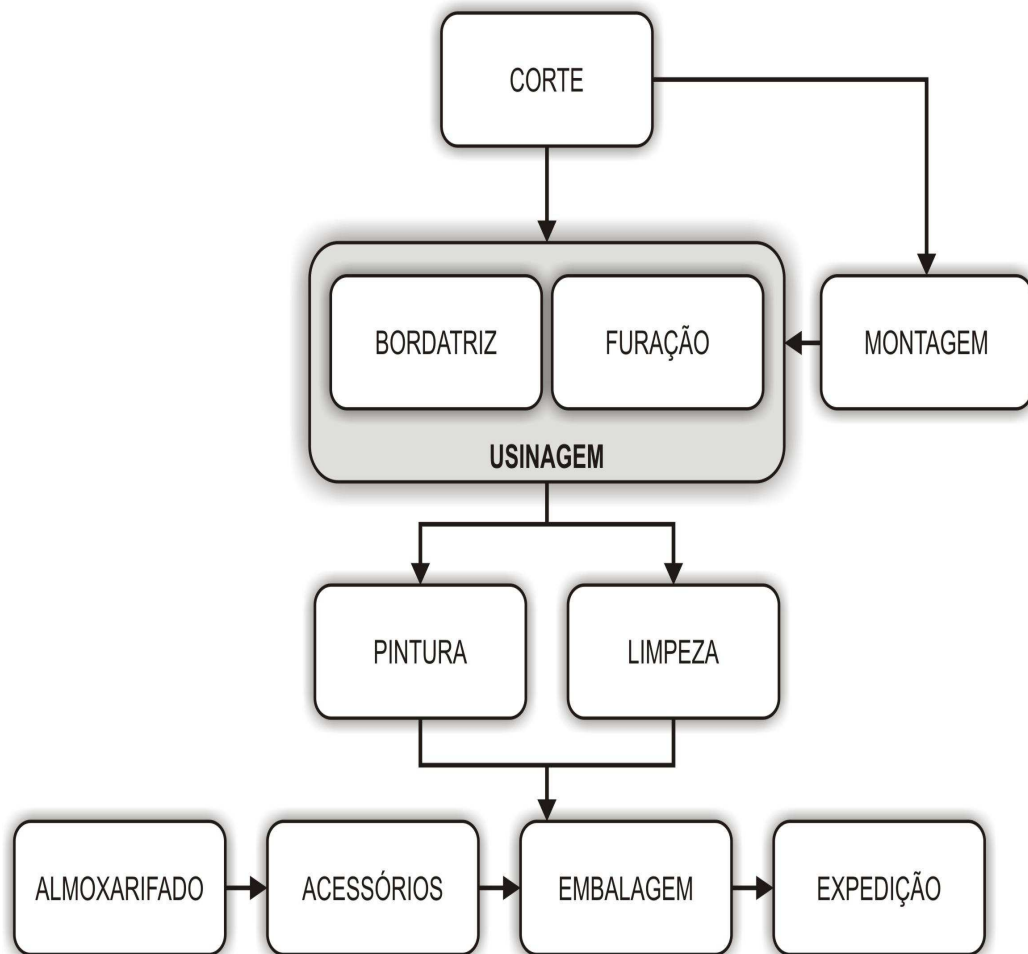 CORTE
BORDATRIZ
FURAÇÃO
MONTAGEM
USINAGEM
PINTURA
LIMPEZA
ALMOXARIFADO
ACESSÓRIOS
EMBALAGEM
EXPEDIÇÃO